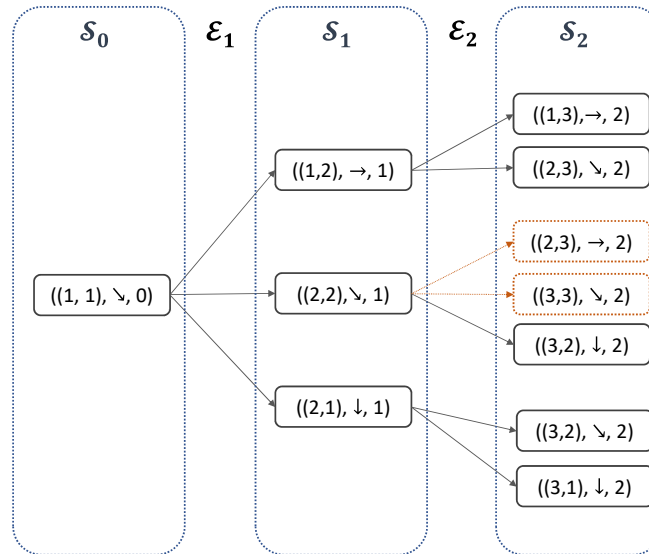 𝓢₀ 𝓔₁ 𝓢₁ 𝓔₂ 𝓢₂
((1,3),→, 2)
((1,2), →, 1)
((2,3), ↘, 2)
((2,3), →, 2)
((1, 1), ↘, 0)
((2,2),↘, 1)
((3,3), ↘, 2)
((3,2), ↓, 2)
((2,1), ↓, 1)
((3,2), ↘, 2)
((3,1), ↓, 2)